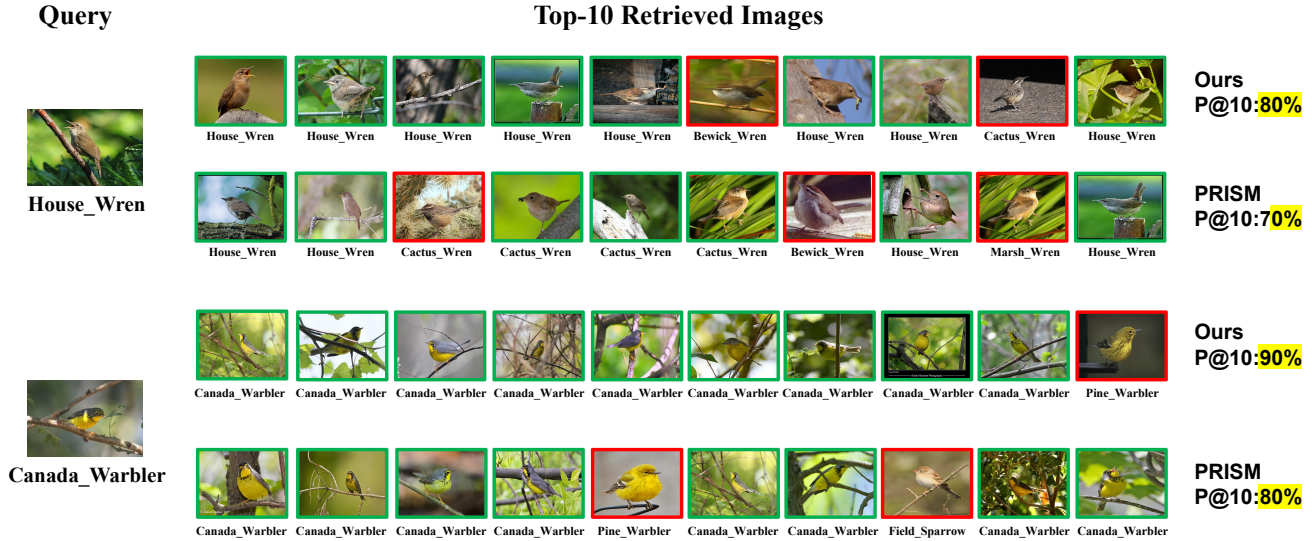 Query
Top-10 Retrieved Images
House_Wren
House_Wren House_Wren House_Wren House_Wren House_Wren Bewick_Wren House_Wren House_Wren Cactus_Wren House_Wren
Ours
P@10:80%
House_Wren House_Wren Cactus_Wren Cactus_Wren Cactus_Wren Cactus_Wren Bewick_Wren House_Wren Marsh_Wren House_Wren
PRISM
P@10:70%
Canada_Warbler
Canada_Warbler Canada_Warbler Canada_Warbler Canada_Warbler Canada_Warbler Canada_Warbler Canada_Warbler Canada_Warbler Canada_Warbler Pine_Warbler
Ours
P@10:90%
Canada_Warbler Canada_Warbler Canada_Warbler Canada_Warbler Pine_Warbler Canada_Warbler Canada_Warbler Field_Sparrow Canada_Warbler Canada_Warbler
PRISM
P@10:80%